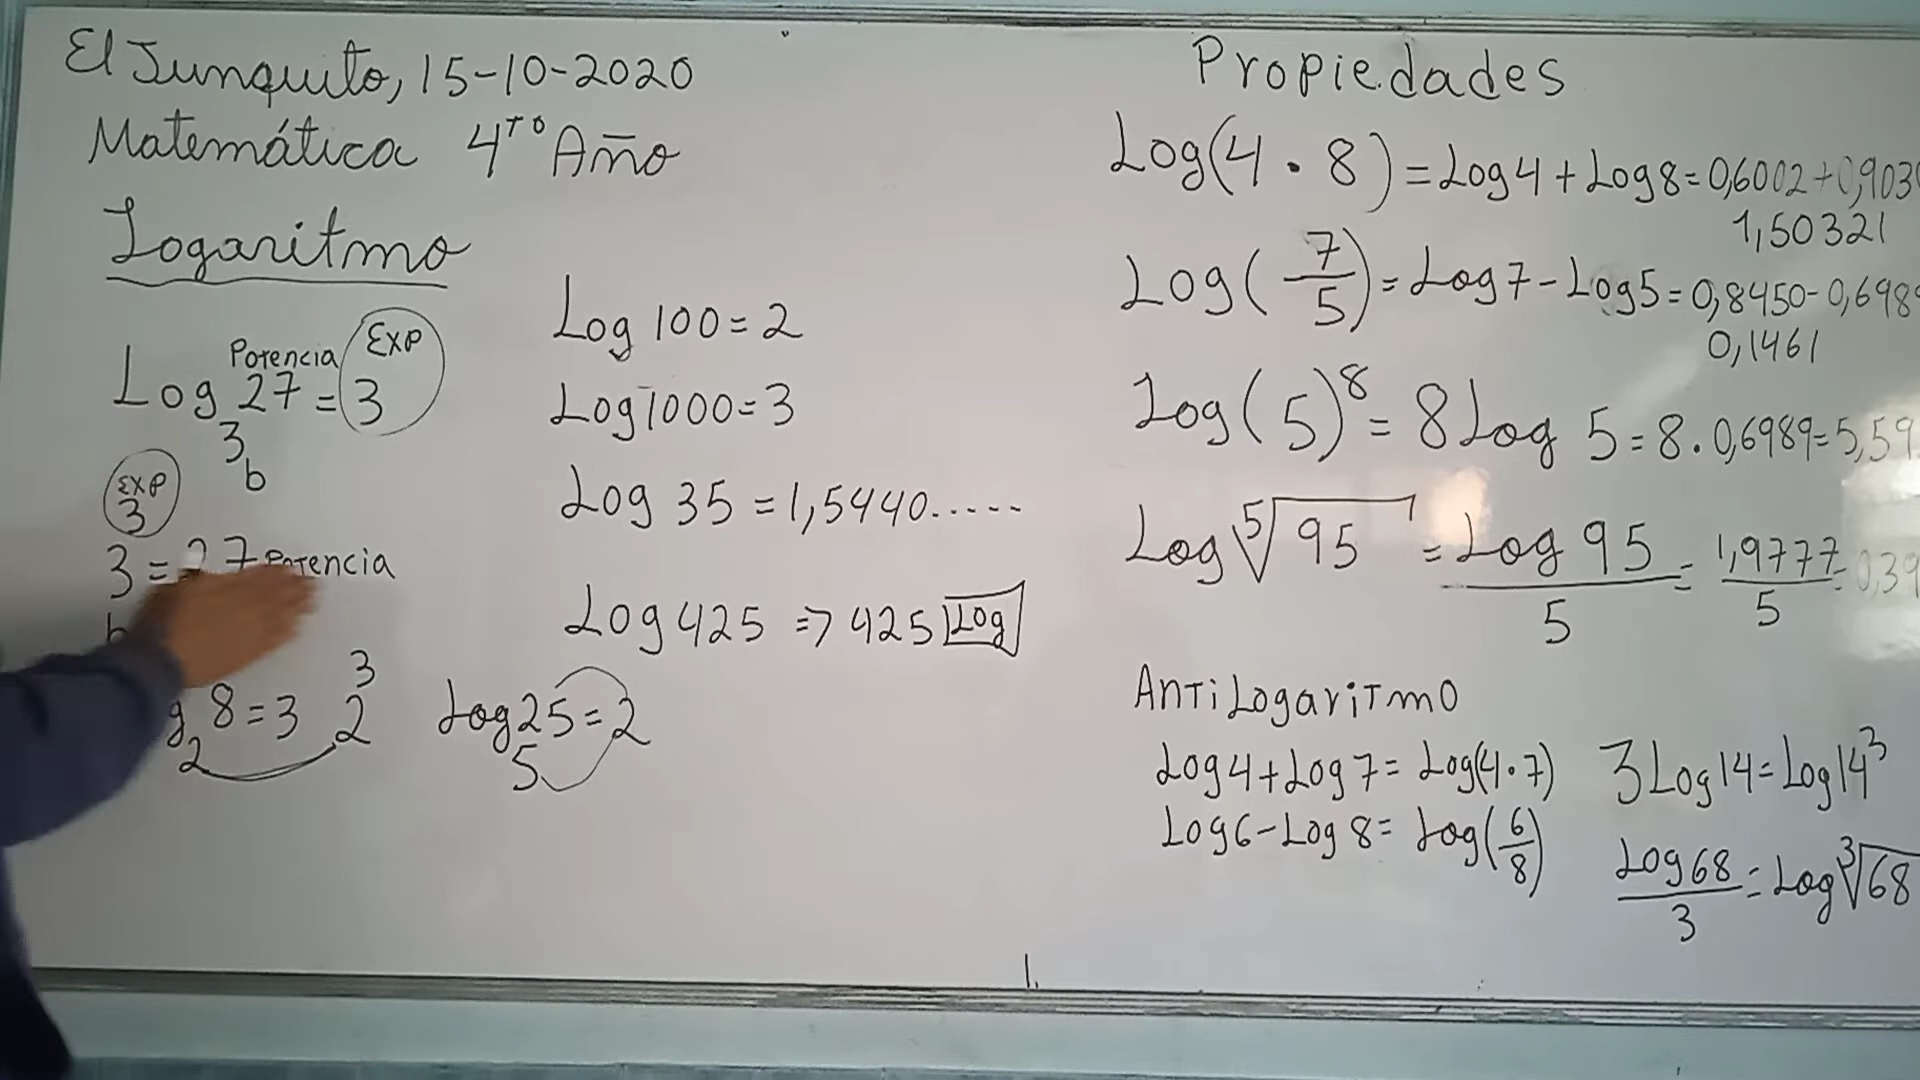 El Junquito, 15-10-2020
Matemática 4to Año
Logaritmo
Potencia EXP
Log 27 = 3
3
b
EXP
3
3 = 27 Potencia
g 8 = 3 2 3
2
Log 25 = 2
5
Log 100 = 2
Log 1000 = 3
Log 35 = 1,5440.....
Log 425 => 425 Log
Propiedades
Log(4 · 8) = Log 4 + Log 8 = 0,6002 + 0,903
1,50321
Log(7/5) = Log 7 - Log 5 = 0,8450 - 0,698
0,1461
Log(5)⁸ = 8 Log 5 = 8 . 0,6989 = 5,59
Log ⁵√95 = Log 95 / 5 = 1,9777 / 5 = 0,39
AntiLogaritmo
Log 4 + Log 7 = Log(4·7)
Log 6 - Log 8 = Log(6/8)
3 Log 14 = Log 14³
Log 68 / 3 = Log ³√68